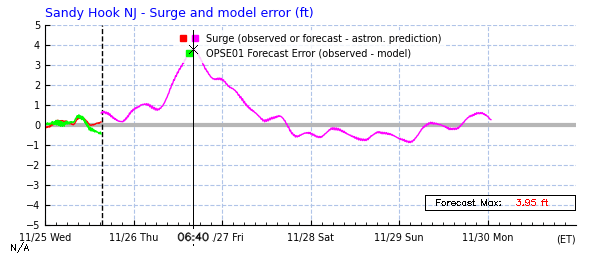 Sandy Hook NJ - Surge and model error (ft)
Surge (observed or forecast - astron. prediction)
OPSE01 Forecast Error (observed - model)
5
4
3
2
1
0
−1
−2
−3
−4
−5
Forecast Max: 3.95 ft
11/25 Wed 11/26 Thu 06:40 /27 Fri 11/28 Sat 11/29 Sun 11/30 Mon (ET)
N/A